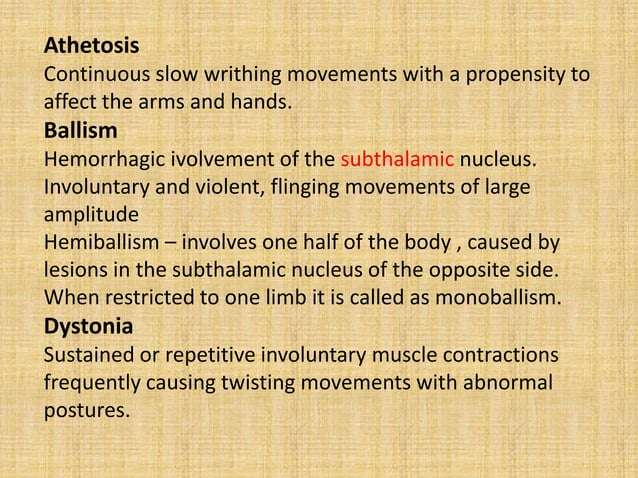 Athetosis
Continuous slow writhing movements with a propensity to
affect the arms and hands.
Ballism
Hemorrhagic ivolvement of the subthalamic nucleus.
Involuntary and violent, flinging movements of large
amplitude
Hemiballism – involves one half of the body , caused by
lesions in the subthalamic nucleus of the opposite side.
When restricted to one limb it is called as monoballism.
Dystonia
Sustained or repetitive involuntary muscle contractions
frequently causing twisting movements with abnormal
postures.